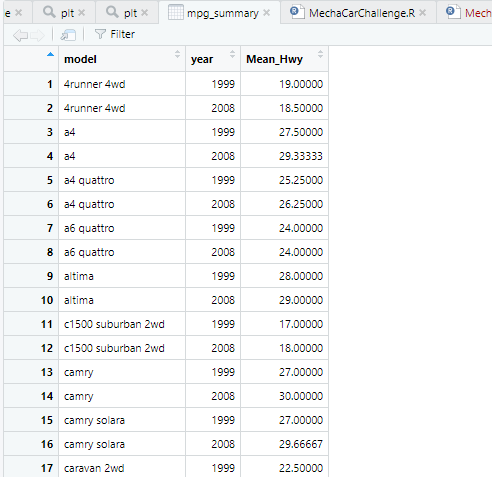 e plt plt mpg_summary MechaCarChallenge.R Mech
Filter
model year Mean_Hwy
1 4runner 4wd 1999 19.00000
2 4runner 4wd 2008 18.50000
3 a4 1999 27.50000
4 a4 2008 29.33333
5 a4 quattro 1999 25.25000
6 a4 quattro 2008 26.25000
7 a6 quattro 1999 24.00000
8 a6 quattro 2008 24.00000
9 altima 1999 28.00000
10 altima 2008 29.00000
11 c1500 suburban 2wd 1999 17.00000
12 c1500 suburban 2wd 2008 18.00000
13 camry 1999 27.00000
14 camry 2008 30.00000
15 camry solara 1999 27.00000
16 camry solara 2008 29.66667
17 caravan 2wd 1999 22.50000